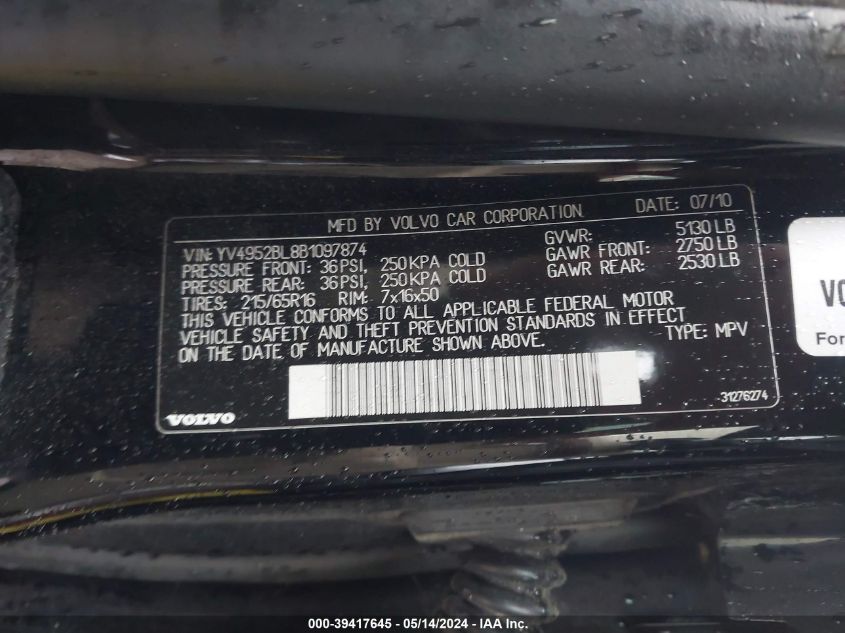 MFD BY VOLVO CAR CORPORATION DATE: 07/10
VIN: YV4952BL8B1097874 GVWR: 5130 LB
PRESSURE FRONT: 36PSI, 250KPA COLD GAWR FRONT: 2750 LB
PRESSURE REAR: 36PSI, 250KPA COLD GAWR REAR: 2530 LB
TIRES: 215/65R16 RIM: 7x16x50
THIS VEHICLE CONFORMS TO ALL APPLICABLE FEDERAL MOTOR
VEHICLE SAFETY AND THEFT PREVENTION STANDARDS IN EFFECT
ON THE DATE OF MANUFACTURE SHOWN ABOVE. TYPE: MPV
VOLVO
31276274
VO
For
000-39417645 - 05/14/2024 - IAA Inc.